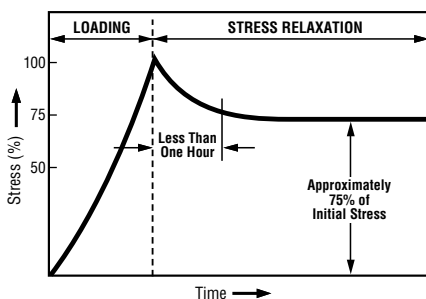 LOADING
STRESS RELAXATION
100
75
50
Stress (%)
Less Than
One Hour
Approximately
75% of
Initial Stress
Time